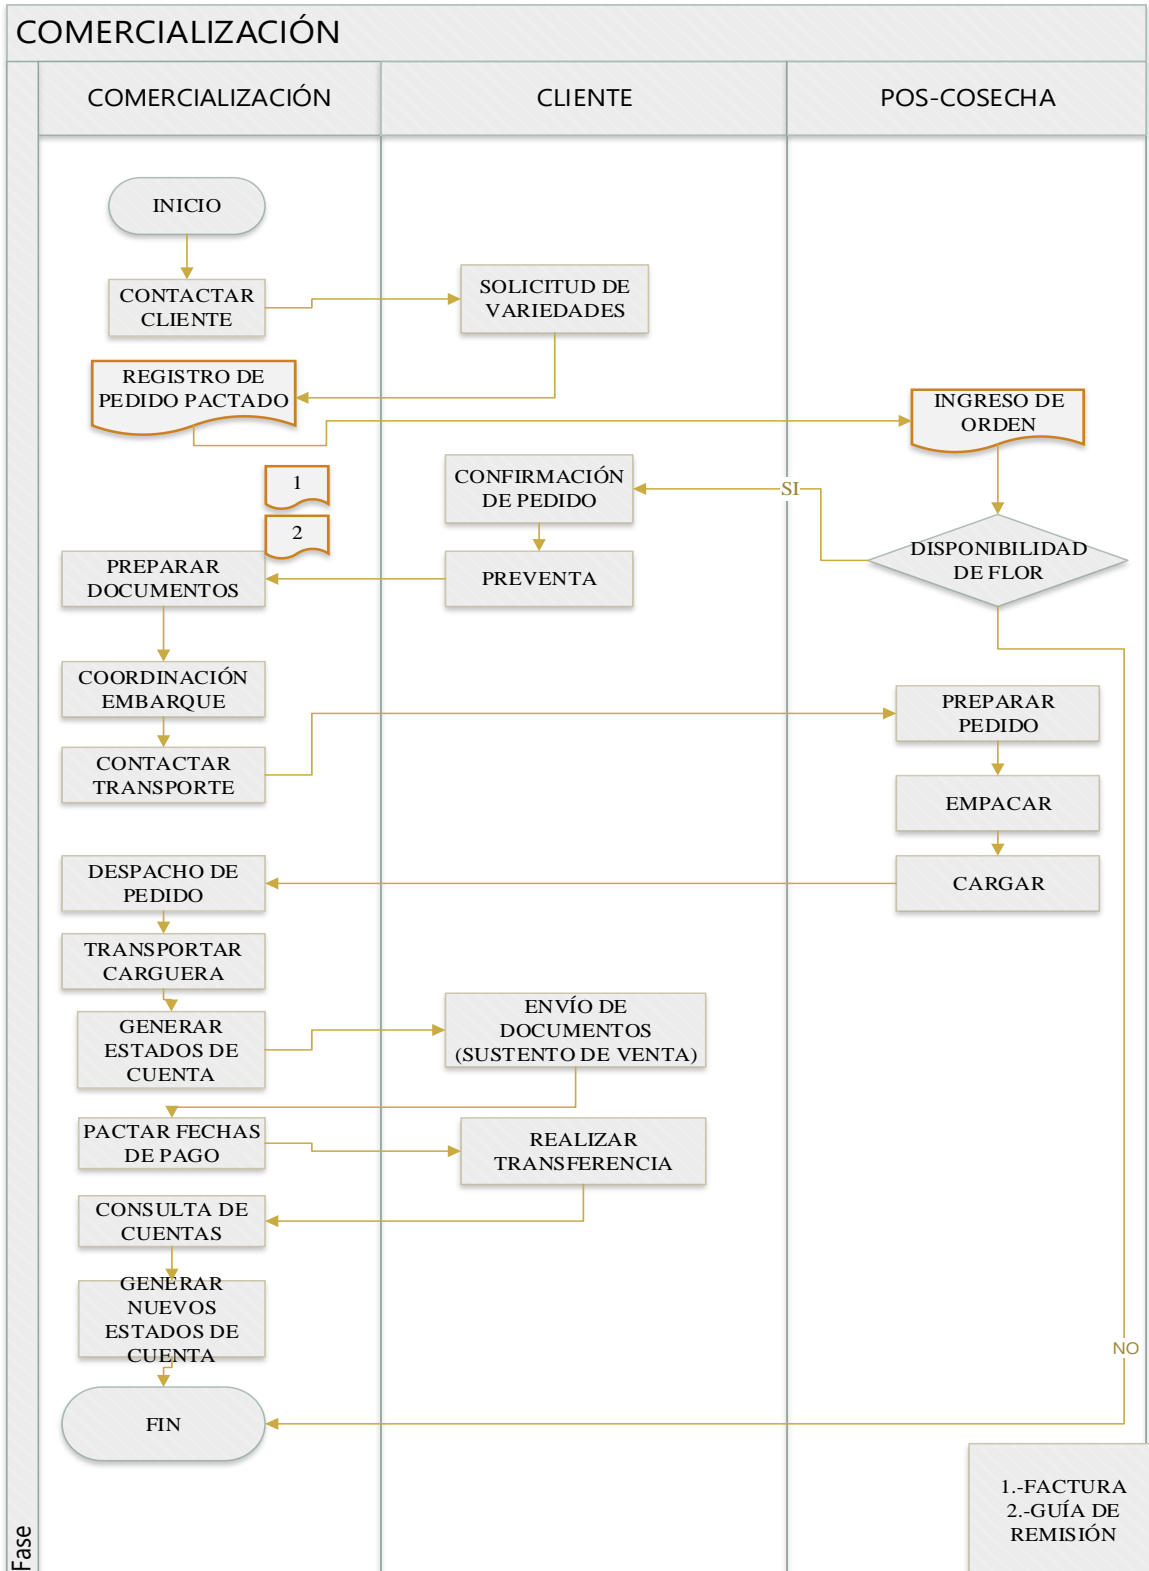 COMERCIALIZACIÓN
COMERCIALIZACIÓN
CLIENTE
POS-COSECHA
INICIO
CONTACTAR
CLIENTE
SOLICITUD DE
VARIEDADES
REGISTRO DE
PEDIDO PACTADO
INGRESO DE
ORDEN
1
2
CONFIRMACIÓN
DE PEDIDO
SI
DISPONIBILIDAD
DE FLOR
PREVENTA
PREPARAR
DOCUMENTOS
COORDINACIÓN
EMBARQUE
CONTACTAR
TRANSPORTE
PREPARAR
PEDIDO
EMPACAR
CARGAR
DESPACHO DE
PEDIDO
TRANSPORTAR
CARGUERA
GENERAR
ESTADOS DE
CUENTA
ENVÍO DE
DOCUMENTOS
(SUSTENTO DE VENTA)
PACTAR FECHAS
DE PAGO
REALIZAR
TRANSFERENCIA
CONSULTA DE
CUENTAS
GENERAR
NUEVOS
ESTADOS DE
CUENTA
NO
FIN
1.-FACTURA
2.-GUÍA DE
REMISIÓN
Fase